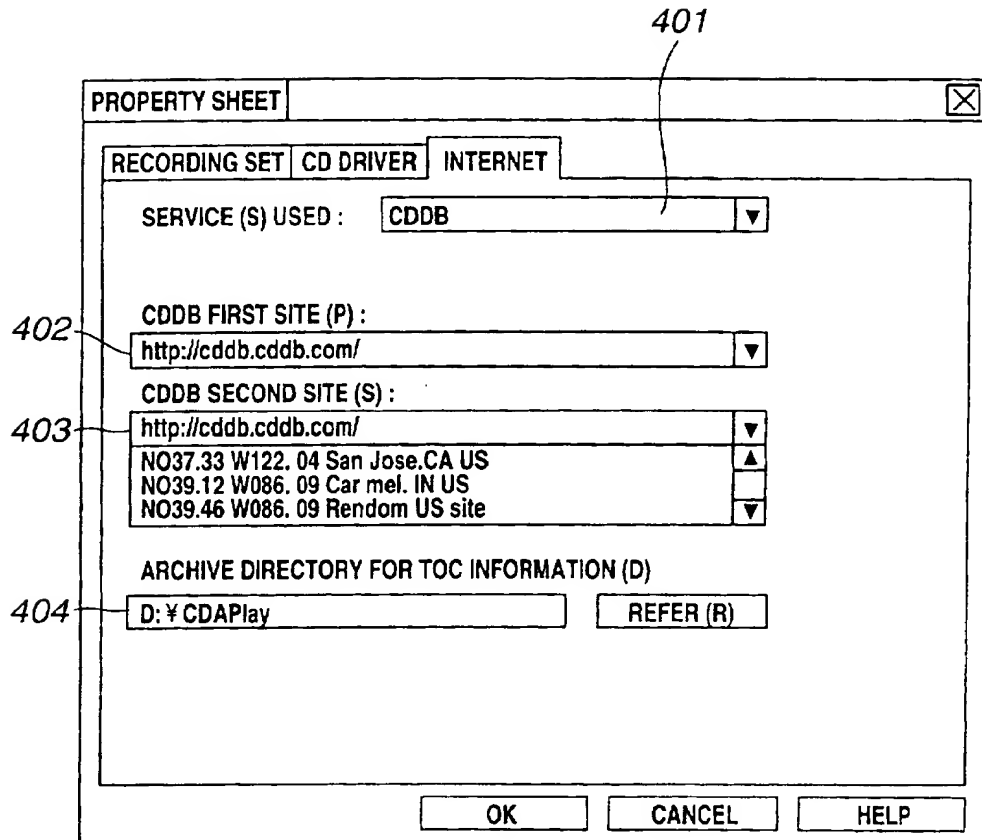 401
PROPERTY SHEET
RECORDING SET CD DRIVER INTERNET
SERVICE (S) USED : CDDB
CDDB FIRST SITE (P) :
402
http://cddb.cddb.com/
CDDB SECOND SITE (S) :
403 http://cddb.cddb.com/
NO37.33 W122. 04 San Jose.CA US
NO39.12 W086. 09 Car mel. IN US
NO39.46 W086. 09 Rendom US site
ARCHIVE DIRECTORY FOR TOC INFORMATION (D)
404 D: ¥ CDAPlay REFER (R)
OK CANCEL HELP